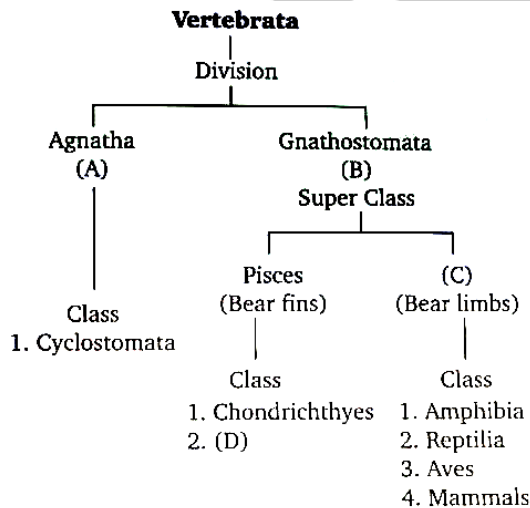 Vertebrata
Division
Agnatha
(A)
Gnathostomata
(B)
Super Class
Class
1. Cyclostomata
Pisces
(Bear fins)
Class
1. Chondrichthyes
2. (D)
(C)
(Bear limbs)
Class
1. Amphibia
2. Reptilia
3. Aves
4. Mammals